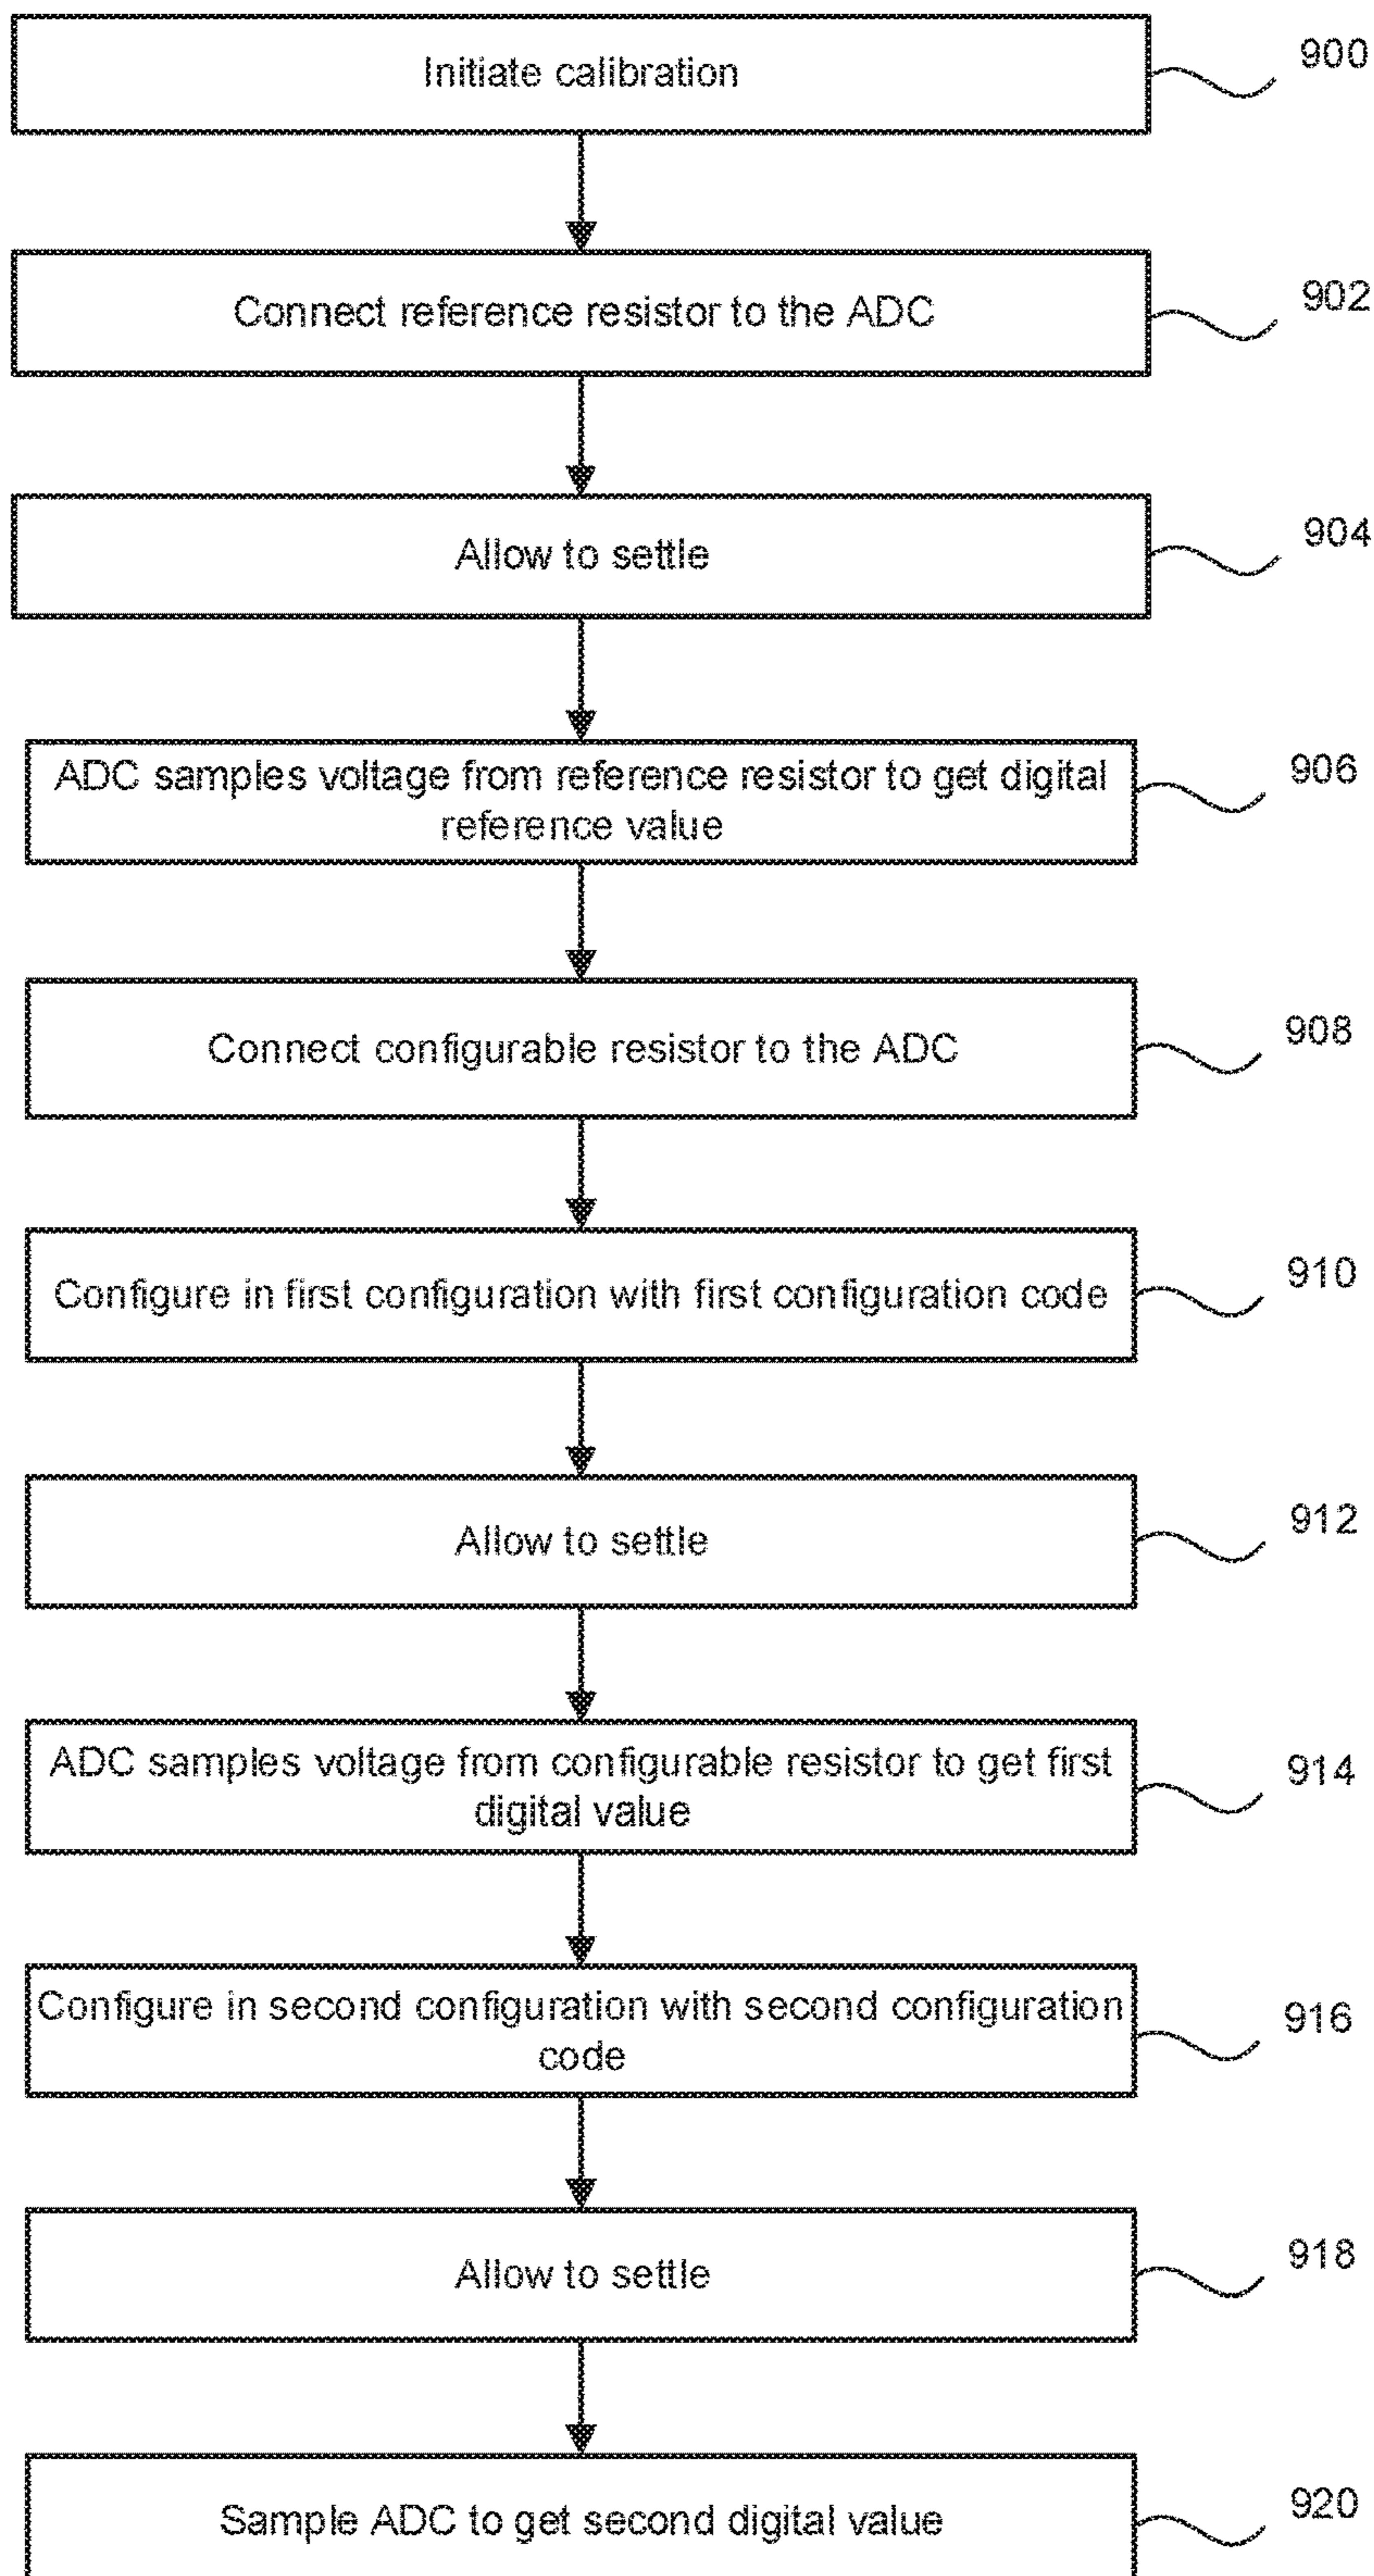 Initiate calibration
900
Connect reference resistor to the ADC
902
Allow to settle
904
ADC samples voltage from reference resistor to get digital
reference value
906
Connect configurable resistor to the ADC
908
Configure in first configuration with first configuration code
910
Allow to settle
912
ADC samples voltage from configurable resistor to get first
digital value
914
Configure in second configuration with second configuration
code
916
Allow to settle
918
Sample ADC to get second digital value
920